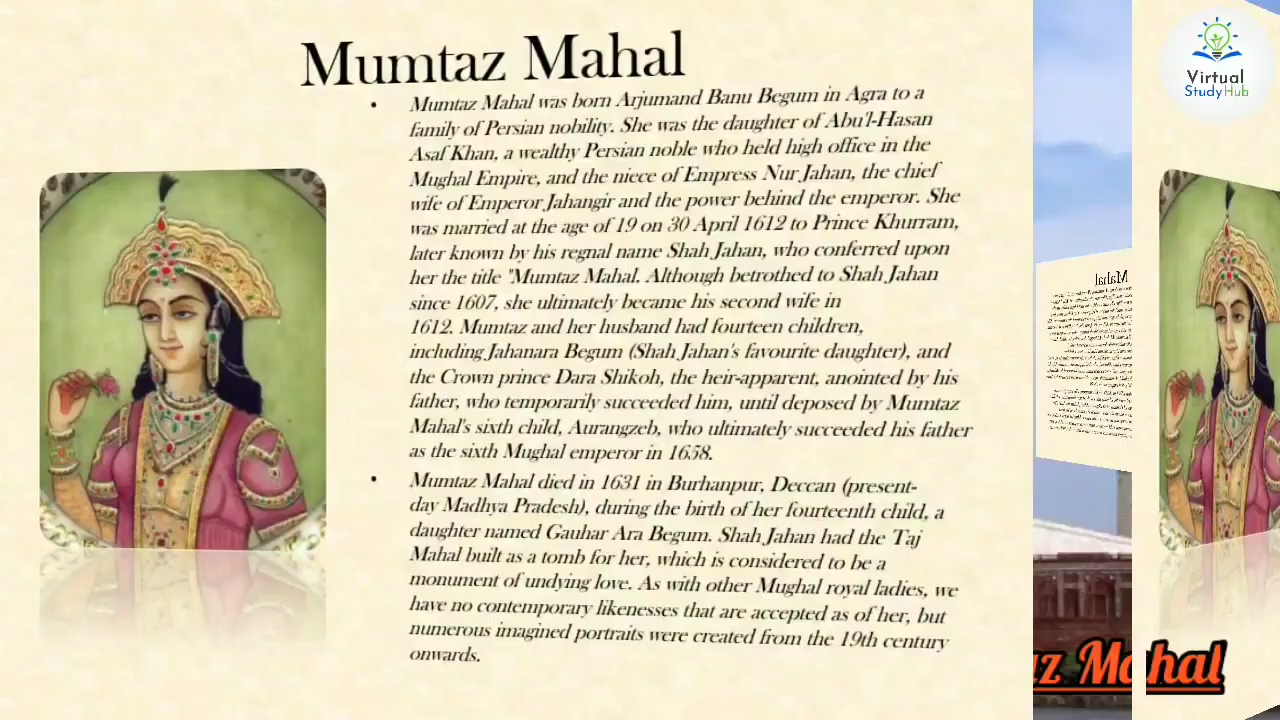 Mumtaz Mahal
• Mumtaz Mahal was born Arjumand Banu Begum in Agra to a
family of Persian nobility. She was the daughter of Abu'l-Hasan
Asaf Khan, a wealthy Persian noble who held high office in the
Mughal Empire, and the niece of Empress Nur Jahan, the chief
wife of Emperor Jahangir and the power behind the emperor. She
was married at the age of 19 on 30 April 1612 to Prince Khurram,
later known by his regnal name Shah Jahan, who conferred upon
her the title "Mumtaz Mahal. Although betrothed to Shah Jahan
since 1607, she ultimately became his second wife in
1612. Mumtaz and her husband had fourteen children,
including Jahanara Begum (Shah Jahan's favourite daughter), and
the Crown prince Dara Shikoh, the heir-apparent, anointed by his
father, who temporarily succeeded him, until deposed by Mumtaz
Mahal's sixth child, Aurangzeb, who ultimately succeeded his father
as the sixth Mughal emperor in 1658.
• Mumtaz Mahal died in 1631 in Burhanpur, Deccan (present-
day Madhya Pradesh), during the birth of her fourteenth child, a
daughter named Gauhar Ara Begum. Shah Jahan had the Taj
Mahal built as a tomb for her, which is considered to be a
monument of undying love. As with other Mughal royal ladies, we
have no contemporary likenesses that are accepted as of her, but
numerous imagined portraits were created from the 19th century
onwards.
Virtual
StudyHub
Mahal
az Mahal